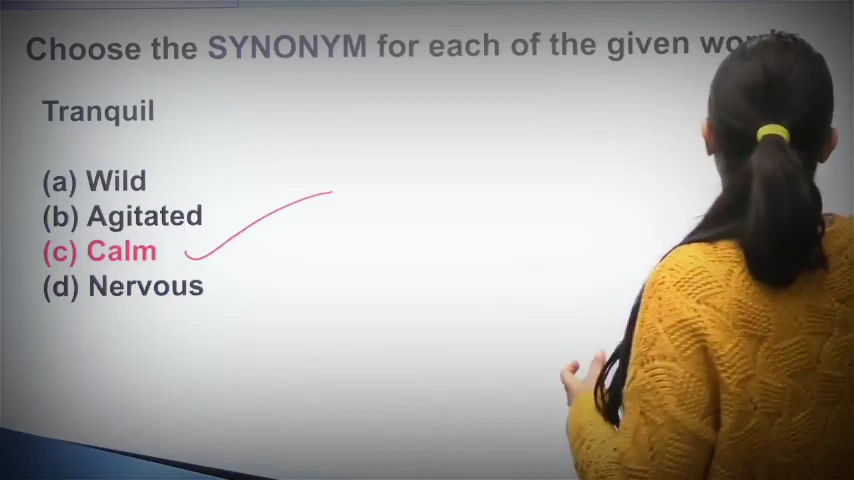 Choose the SYNONYM for each of the given
Tranquil
(a) Wild
(b) Agitated
(c) Calm
(d) Nervous